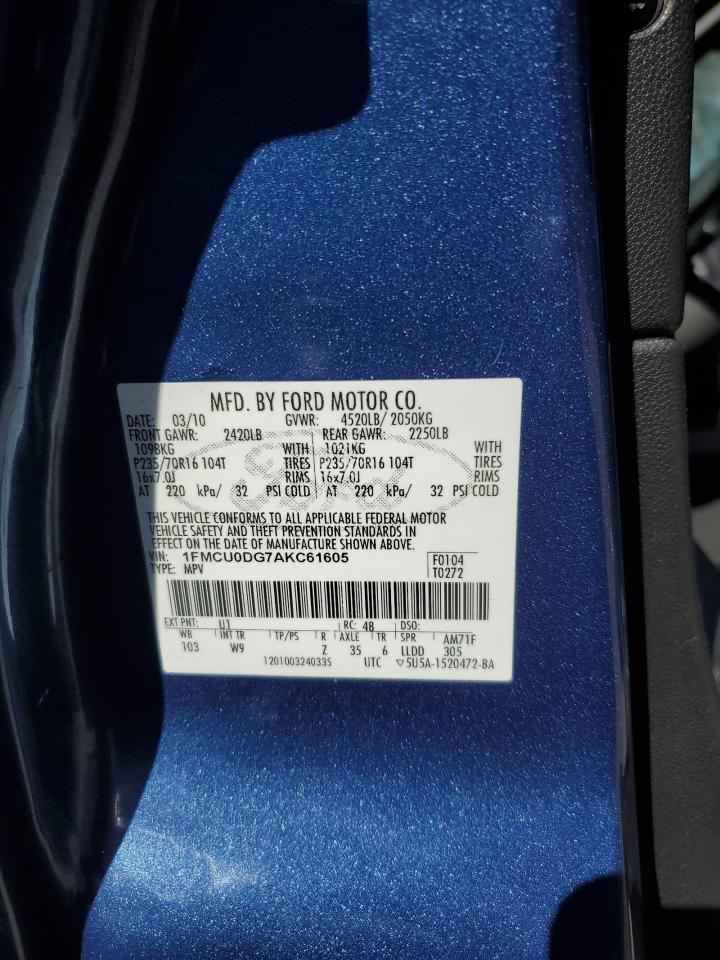 MFD. BY FORD MOTOR CO.
DATE: 03/10 GVWR: 4520LB/ 2050KG
FRONT GAWR: 2420LB REAR GAWR: 2250LB
109BKG WITH 1021KG WITH
P235/70R16 104T TIRES P235/70R16 104T TIRES
16x7.0J RIMS 16x7.0J RIMS
AT 220 kPa/ 32 PSI COLD AT 220 kPa/ 32 PSI COLD
THIS VEHICLE CONFORMS TO ALL APPLICABLE FEDERAL MOTOR
VEHICLE SAFETY AND THEFT PREVENTION STANDARDS IN
EFFECT ON THE DATE OF MANUFACTURE SHOWN ABOVE.
VIN: 1FMCU0DG7AKC61605 F0104
TYPE: MPV T0272
EXT PNT: U1 RC: 48 DSO:
WB INT TR TP/PS R AXLE TR SPR AM71F
103 W9 Z 35 6 LLDD 305
1201003240335 UTC ▽5U5A-1520472-BA